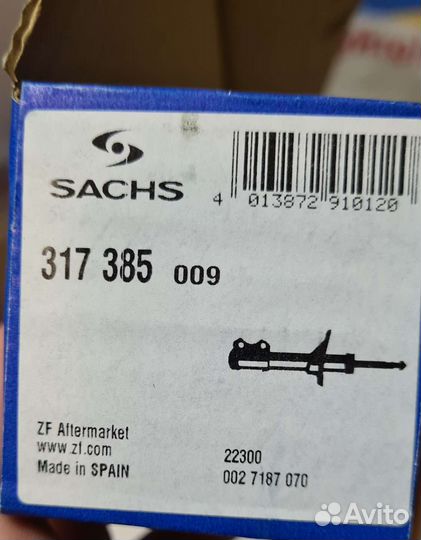 SACHS
4 013872 910120
317 385 009
ZF Aftermarket
www.zf.com
Made in SPAIN
22300
002 7187 070
Avito